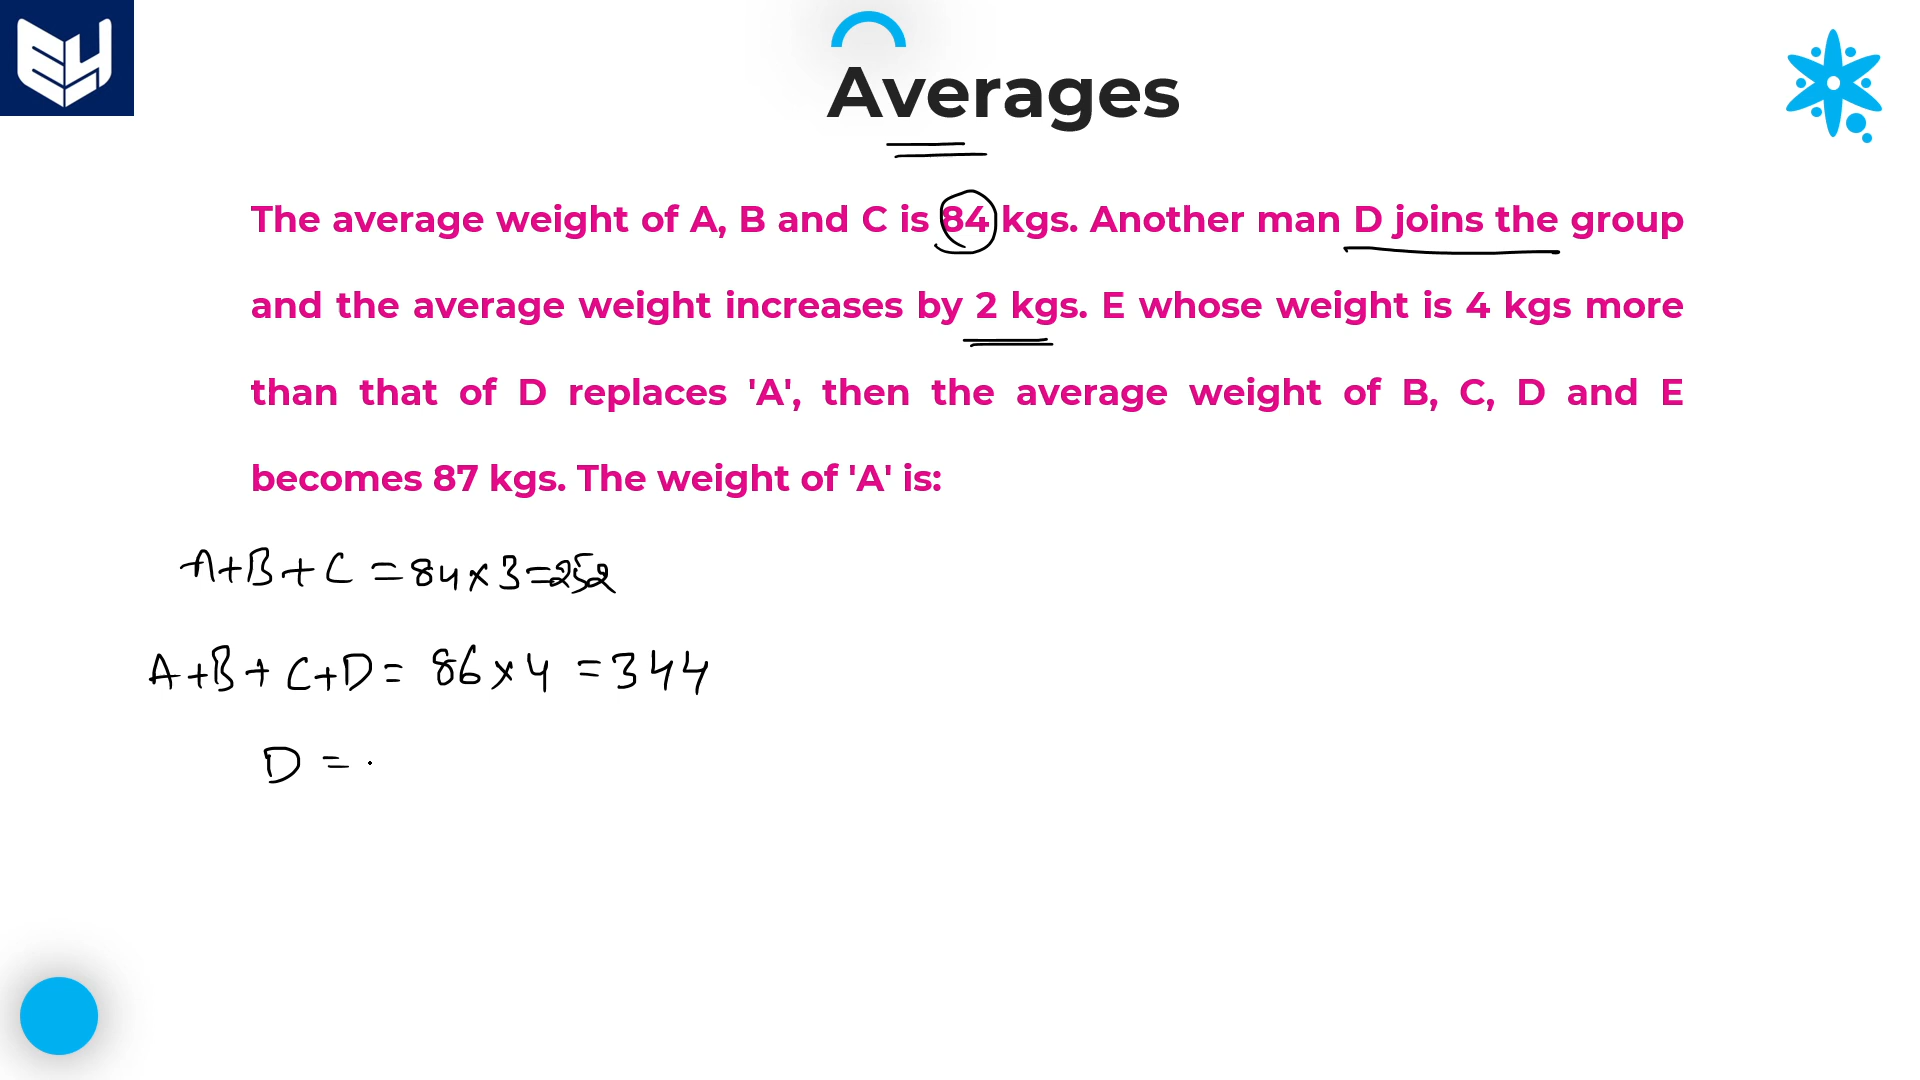 Averages
The average weight of A, B and C is 84 kgs. Another man D joins the group
and the average weight increases by 2 kgs. E whose weight is 4 kgs more
than that of D replaces 'A', then the average weight of B, C, D and E
becomes 87 kgs. The weight of 'A' is:
A+B+C = 84 x 3 = 252
A+B+C+D = 86 x 4 = 344
D =